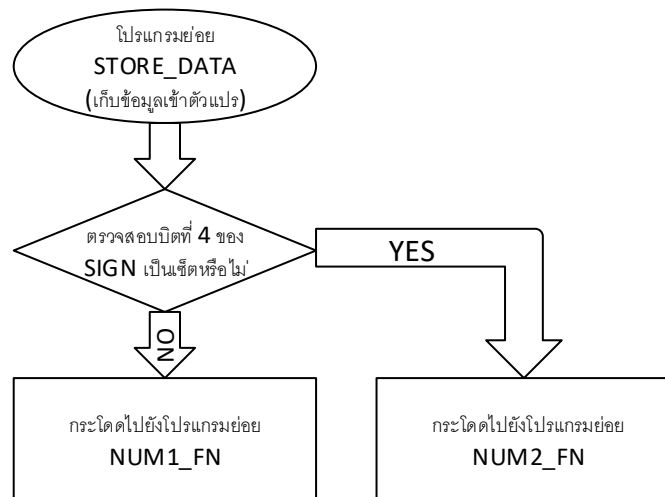 โปรแกรมย่อย
STORE_DATA
(เก็บข้อมูลเข้าตัวแปร)
ตรวจสอบบิตที่ 4 ของ
SIGN เป็นเซ็ตหรือไม่
YES
NO
กระโดดไปยังโปรแกรมย่อย
NUM1_FN
กระโดดไปยังโปรแกรมย่อย
NUM2_FN